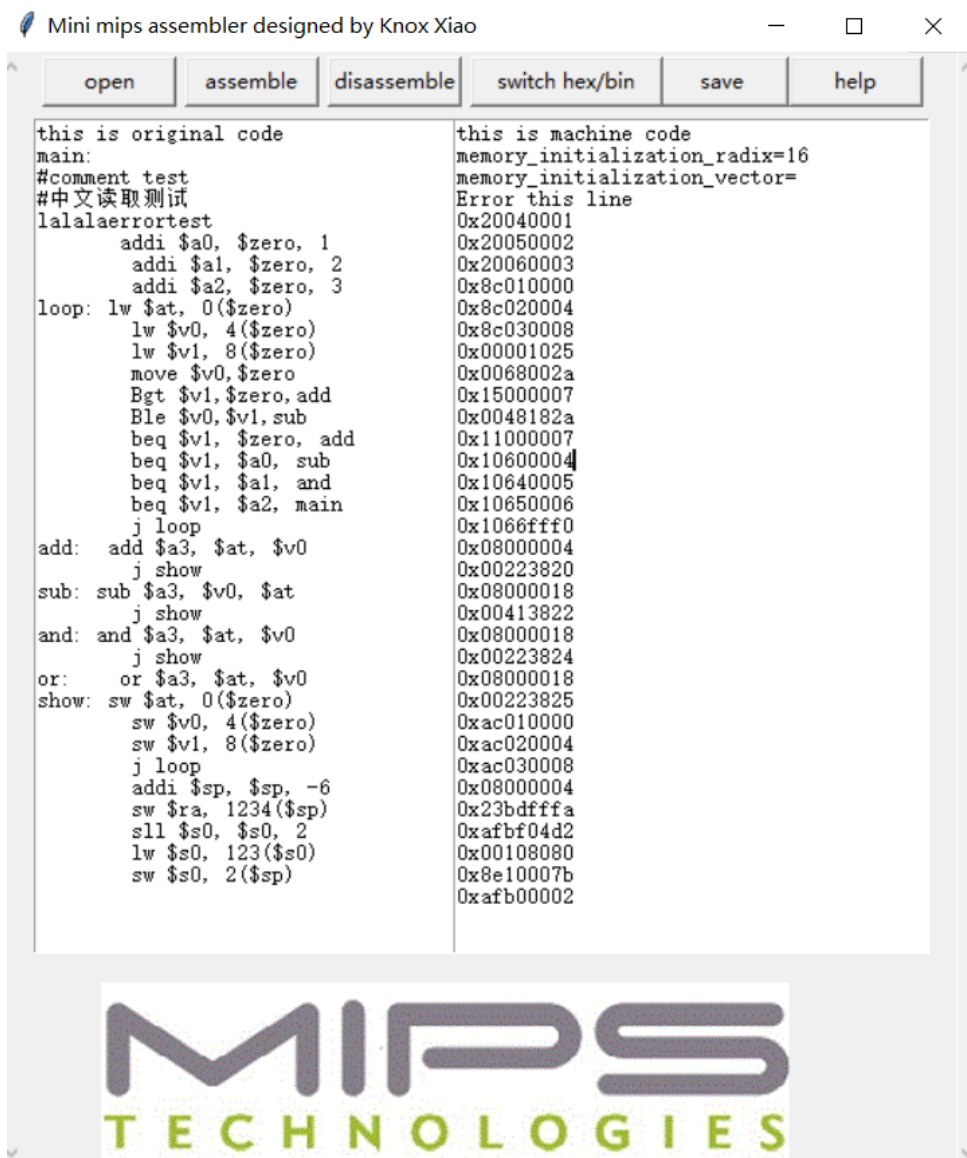 Mini mips assembler designed by Knox Xiao
open assemble disassemble switch hex/bin save help
this is original code
main:
#comment test
#中文读取测试
lalalaerrortest
addi $a0, $zero, 1
addi $a1, $zero, 2
addi $a2, $zero, 3
loop: lw $at, 0($zero)
lw $v0, 4($zero)
lw $v1, 8($zero)
move $v0,$zero
Bgt $v1,$zero,add
Ble $v0,$v1,sub
beq $v1, $zero, add
beq $v1, $a0, sub
beq $v1, $a1, and
beq $v1, $a2, main
j loop
add: add $a3, $at, $v0
j show
sub: sub $a3, $v0, $at
j show
and: and $a3, $at, $v0
j show
or: or $a3, $at, $v0
show: sw $at, 0($zero)
sw $v0, 4($zero)
sw $v1, 8($zero)
j loop
addi $sp, $sp, -6
sw $ra, 1234($sp)
sll $s0, $s0, 2
lw $s0, 123($s0)
sw $s0, 2($sp)
this is machine code
memory_initialization_radix=16
memory_initialization_vector=
Error this line
0x20040001
0x20050002
0x20060003
0x8c010000
0x8c020004
0x8c030008
0x00001025
0x0068002a
0x15000007
0x0048182a
0x11000007
0x10600004
0x10640005
0x10650006
0x1066fff0
0x08000004
0x00223820
0x08000018
0x00413822
0x08000018
0x00223824
0x08000018
0x00223825
0xac010000
0xac020004
0xac030008
0x08000004
0x23bdfffa
0xafbf04d2
0x00108080
0x8e10007b
0xafb00002
MIPS
TECHNOLOGIES